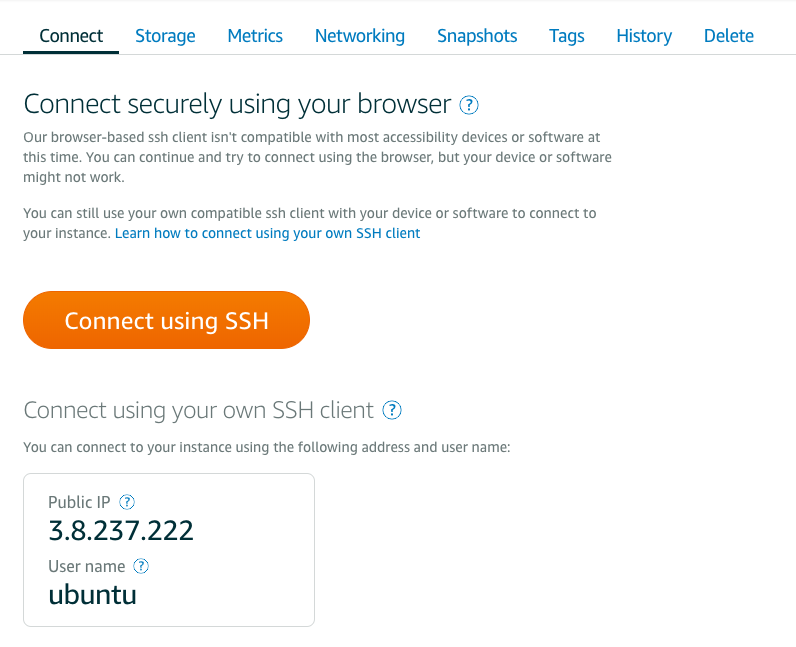 Connect Storage Metrics Networking Snapshots Tags History Delete
Connect securely using your browser ?
Our browser-based ssh client isn't compatible with most accessibility devices or software at
this time. You can continue and try to connect using the browser, but your device or software
might not work.
You can still use your own compatible ssh client with your device or software to connect to
your instance. Learn how to connect using your own SSH client
Connect using SSH
Connect using your own SSH client ?
You can connect to your instance using the following address and user name:
Public IP ?
3.8.237.222
User name ?
ubuntu